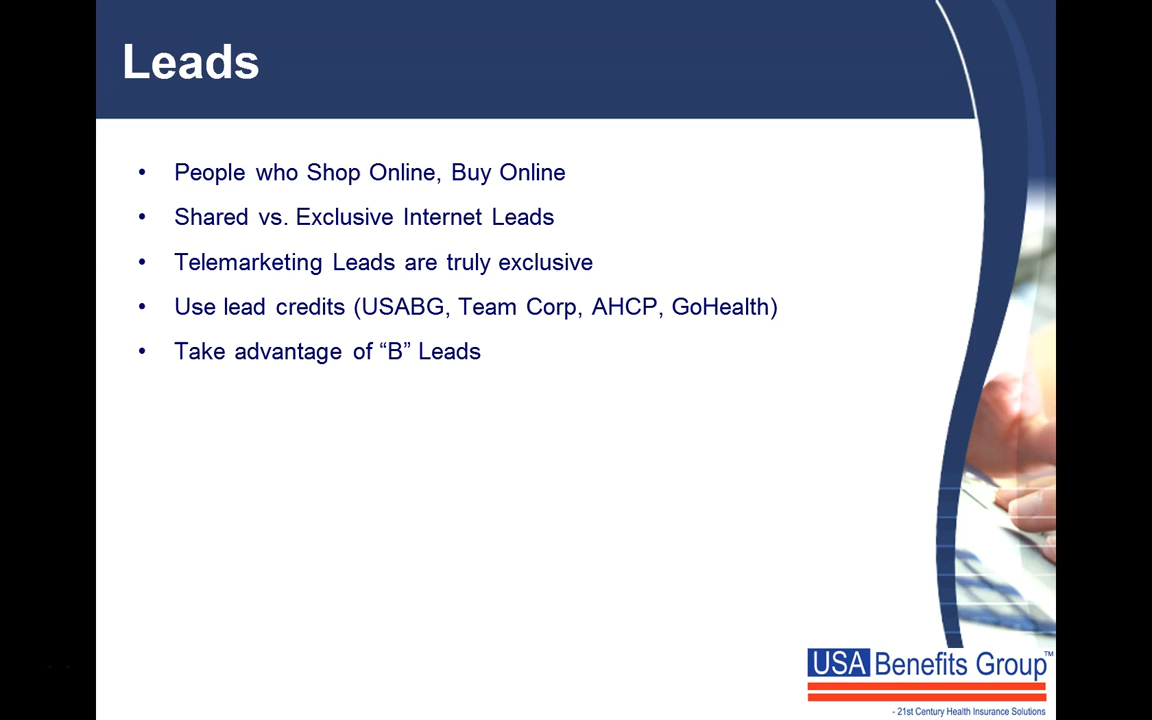 Leads
• People who Shop Online, Buy Online
• Shared vs. Exclusive Internet Leads
• Telemarketing Leads are truly exclusive
• Use lead credits (USABG, Team Corp, AHCP, GoHealth)
• Take advantage of “B” Leads
USA Benefits Group™
- 21st Century Health Insurance Solutions